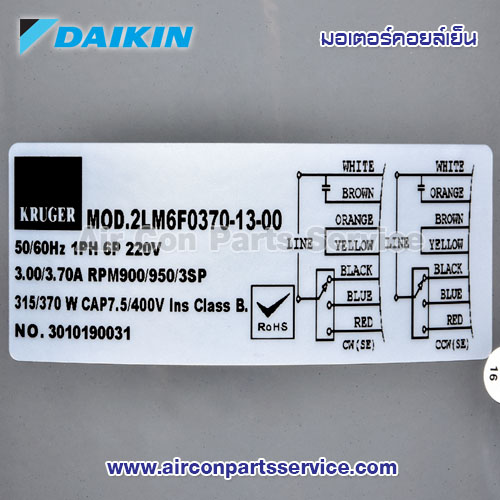 DAIKIN
มอเตอร์คอยล์เย็น
KRUGER
MOD.2LM6F0370-13-00
50/60Hz 1PH 6P 220V
3.00/3.70A RPM900/950/3SP
315/370 W CAP7.5/400V Ins Class B.
NO. 3010190031
RoHS
LINE
WHITE
BROWN
ORANGE
YELLOW
BLACK
BLUE
RED
CW(SE)
LINE
WHITE
ORANGE
BROWN
YELLOW
BLACK
BLUE
RED
CCW(SE)
Air Con Parts Service
16
www.airconpartsservice.com